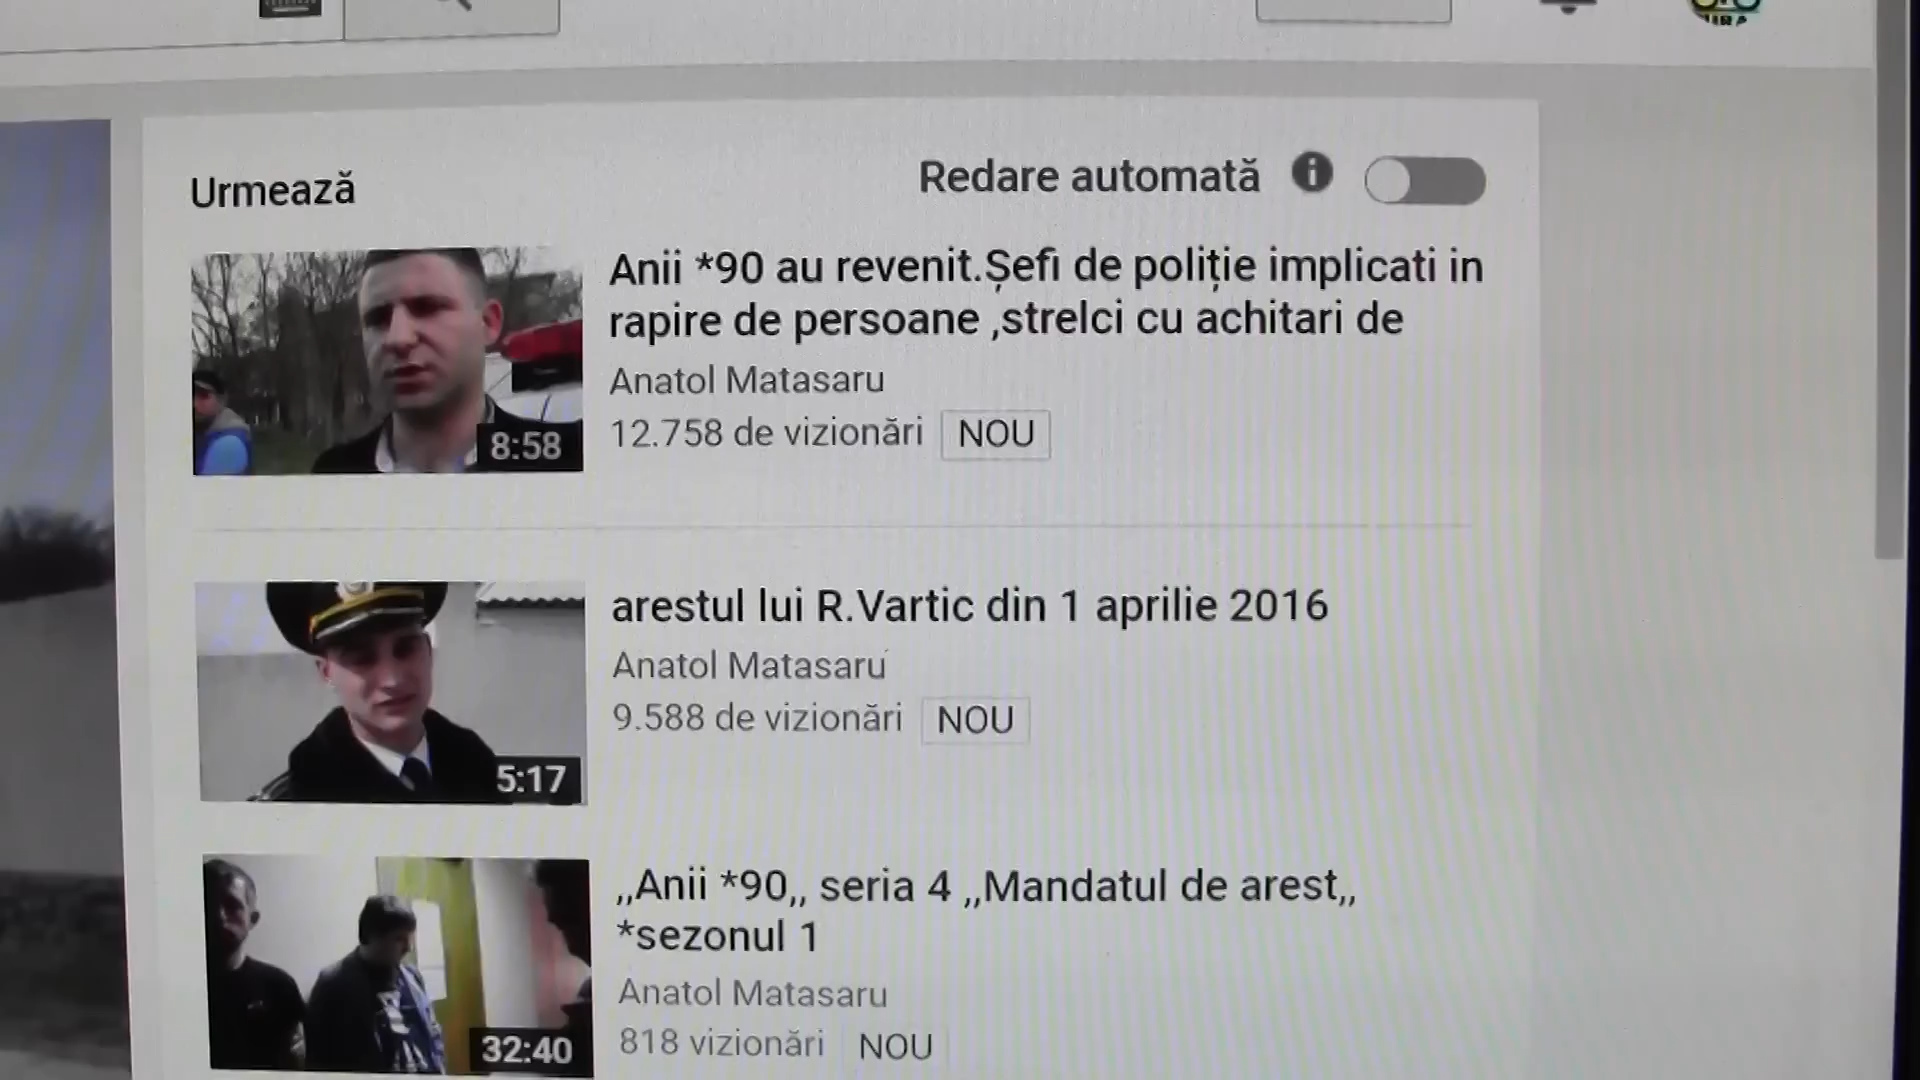 Urmează
Redare automată
Anii *90 au revenit.Șefi de poliție implicati in
rapire de persoane ,strelci cu achitari de
Anatol Matasaru
12.758 de vizionări NOU
8:58
arestul lui R.Vartic din 1 aprilie 2016
Anatol Matasaru
9.588 de vizionări NOU
5:17
,,Anii *90,, seria 4 ,,Mandatul de arest,,
*sezonul 1
Anatol Matasaru
818 vizionări NOU
32:40